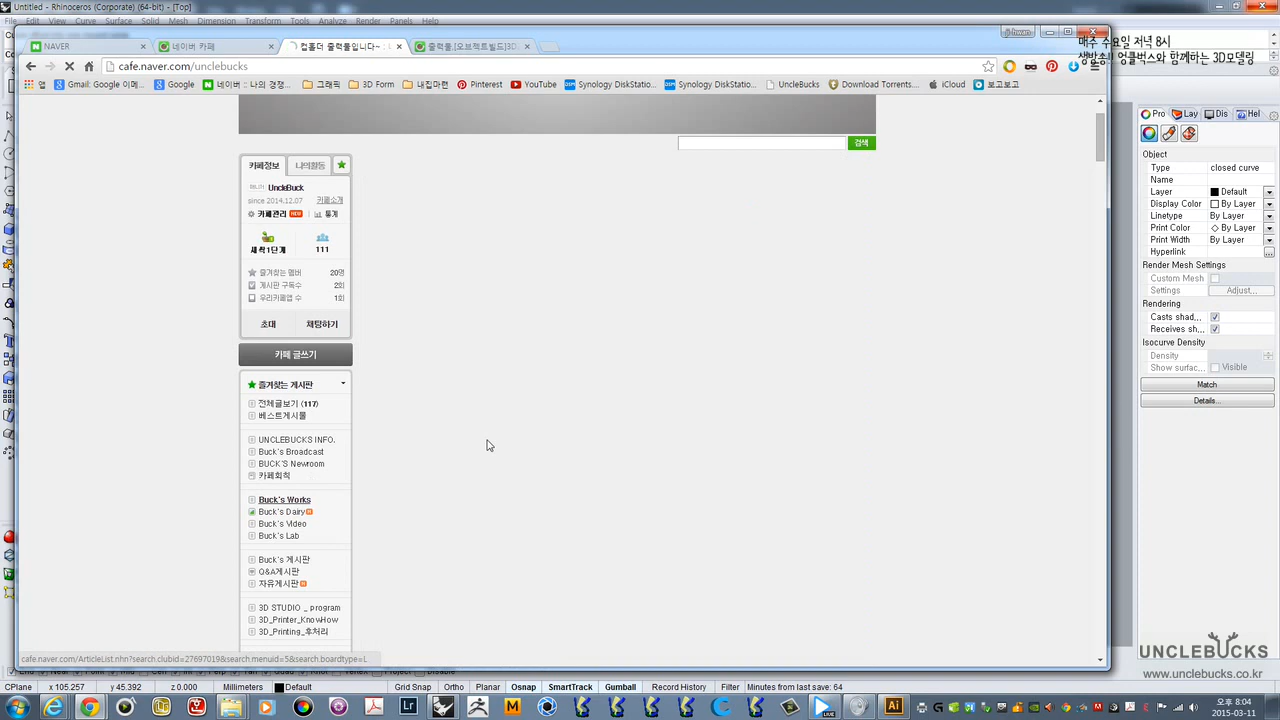 Untitled - Rhinoceros (Corporate) (64-bit) - [Top]
File Edit View Curve Surface Solid Mesh Dimension Transform Tools Analyze Render Panels Help
NAVER
네이버 카페
컵홀더 출력물입니다~ : 네
출력물,[오브젝트빌드]3D
ji-hwan
매주 수요일 저녁 8시
생방송!! 엉클벅스와 함께하는 3D모델링
cafe.naver.com/unclebucks
앱
Gmail: Google 이메...
Google
네이버 :: 나의 경쟁...
그래픽
3D Form
내집마련
Pinterest
YouTube
Synology DiskStatio...
Synology DiskStatio...
UncleBucks
Download Torrents....
iCloud
보고보고
검색
카페정보 나의활동
매니저 UncleBuck
since 2014.12.07 카페소개
카페관리 통계
새싹1단계 111
즐겨찾는 멤버 20명
게시판 구독수 2회
우리카페앱 수 1회
초대 채팅하기
카페 글쓰기
즐겨찾는 게시판
전체글보기 (117)
베스트게시물
UNCLEBUCKS INFO.
Buck's Broadcast
BUCK'S Newroom
카페회칙
Buck's Works
Buck's Dairy
Buck's Video
Buck's Lab
Buck's 게시판
Q&A게시판
자유게시판
3D STUDIO _ program
3D_Printer_KnowHow
3D_Printing_후처리
cafe.naver.com/ArticleList.nhn?search.clubid=27697019&search.menuid=5&search.boardtype=L
Pro Lay Dis Hel
Object
Type closed curve
Name
Layer Default
Display Color By Layer
Linetype By Layer
Print Color By Layer
Print Width By Layer
Hyperlink
Render Mesh Settings
Custom Mesh
Settings Adjust...
Rendering
Casts shad...
Receives sh...
Isocurve Density
Density
Show surfac... Visible
Match
Details...
UNCLEBUCKS
www.unclebucks.co.kr
CPlane x 105.257 y 45.392 z 0.000 Millimeters Default Grid Snap Ortho Planar Osnap SmartTrack Gumball Record History Filter Minutes from last save: 64
오후 8:04
2015-03-11